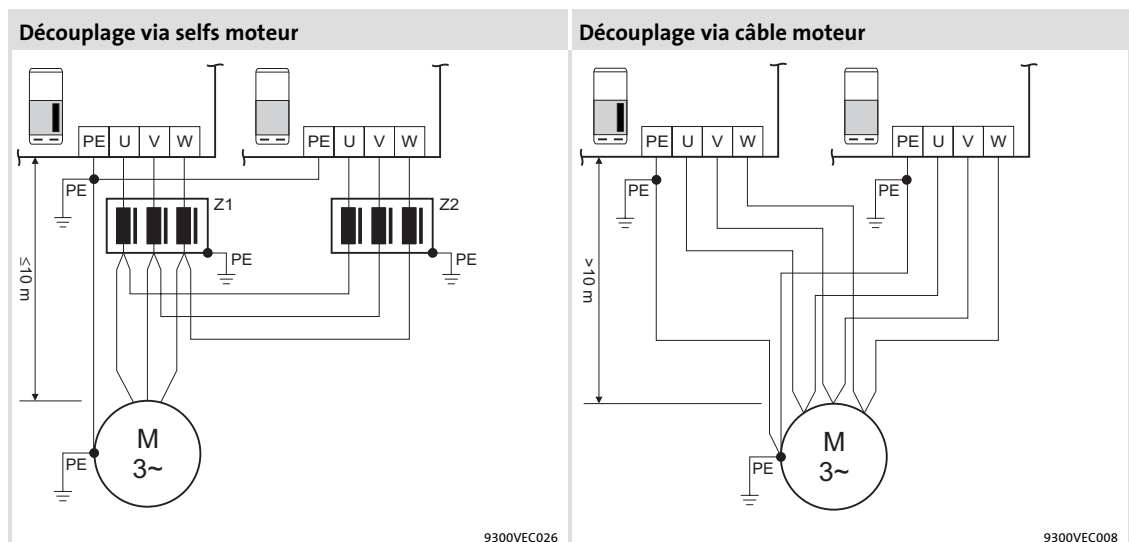 Découplage via selfs moteur
PE U V W
PE U V W
PE
Z1
Z2
PE
PE
≤10 m
M
3~
PE
9300VEC026
Découplage via câble moteur
PE U V W
PE U V W
PE
PE
>10 m
M
3~
PE
9300VEC008